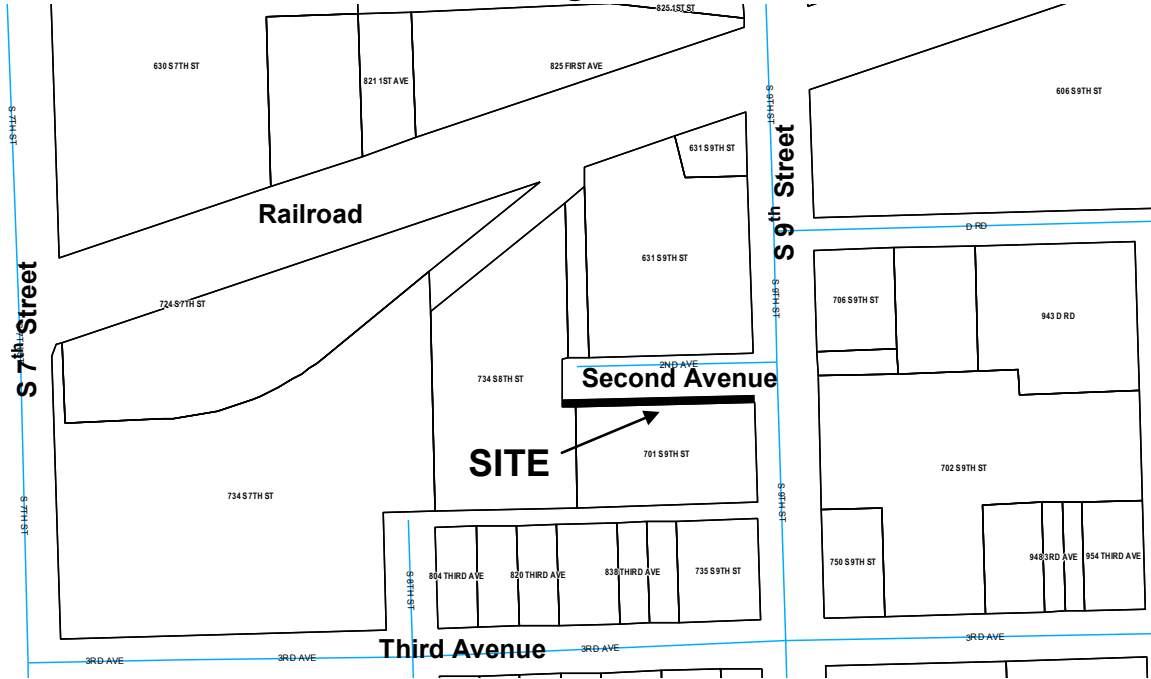 825 1ST ST
630 S 7TH ST
821 1ST AVE
825 FIRST AVE
606 S 9TH ST
S 7TH ST
S 9TH ST
631 S 9TH ST
S 9th Street
Railroad
D RD
631 S 9TH ST
724 S 7TH ST
706 S 9TH ST
943 D RD
S 9TH ST
S 7th Street
S 7TH ST
2ND AVE
734 S 8TH ST
Second Avenue
SITE
701 S 9TH ST
702 S 9TH ST
734 S 7TH ST
S 7TH ST
S 9TH ST
750 S 9TH ST
948 3RD AVE
954 THIRD AVE
S 8TH ST
804 THIRD AVE
820 THIRD AVE
838 THIRD AVE
735 S 9TH ST
Third Avenue
3RD AVE
3RD AVE
3RD AVE
3RD AVE